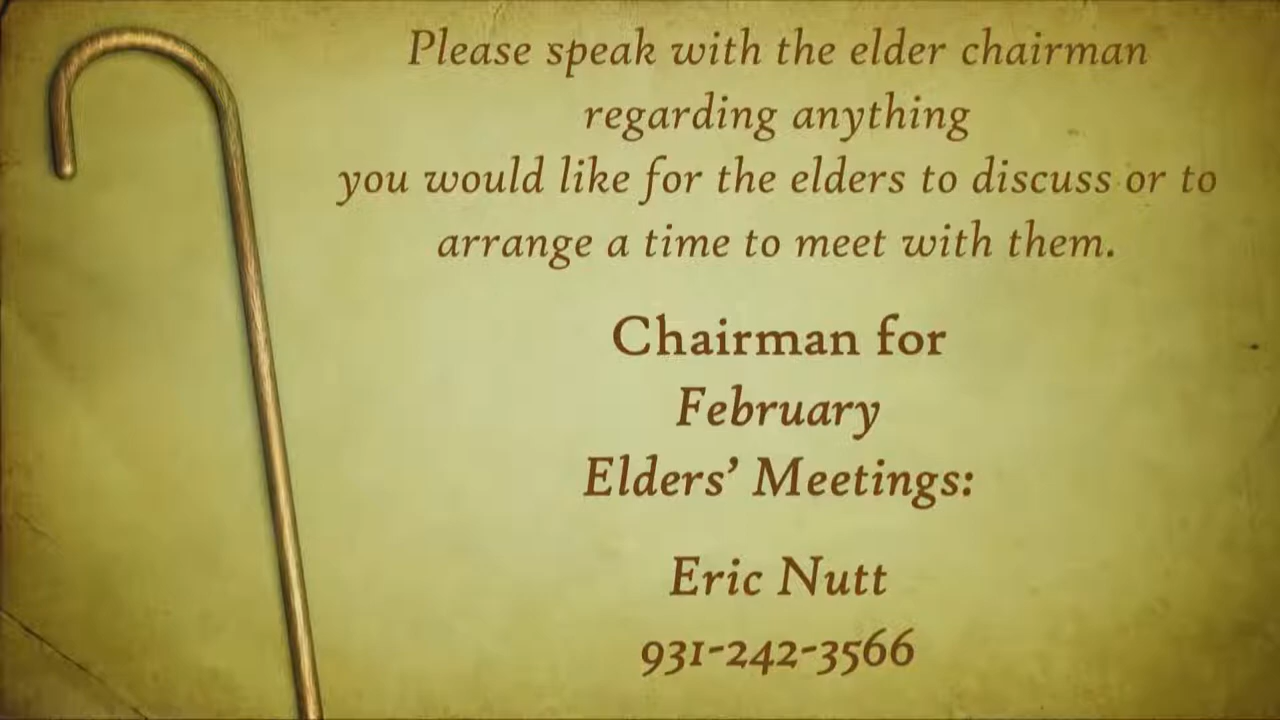 Please speak with the elder chairman
regarding anything
you would like for the elders to discuss or to
arrange a time to meet with them.
Chairman for
February
Elders’ Meetings:
Eric Nutt
931-242-3566